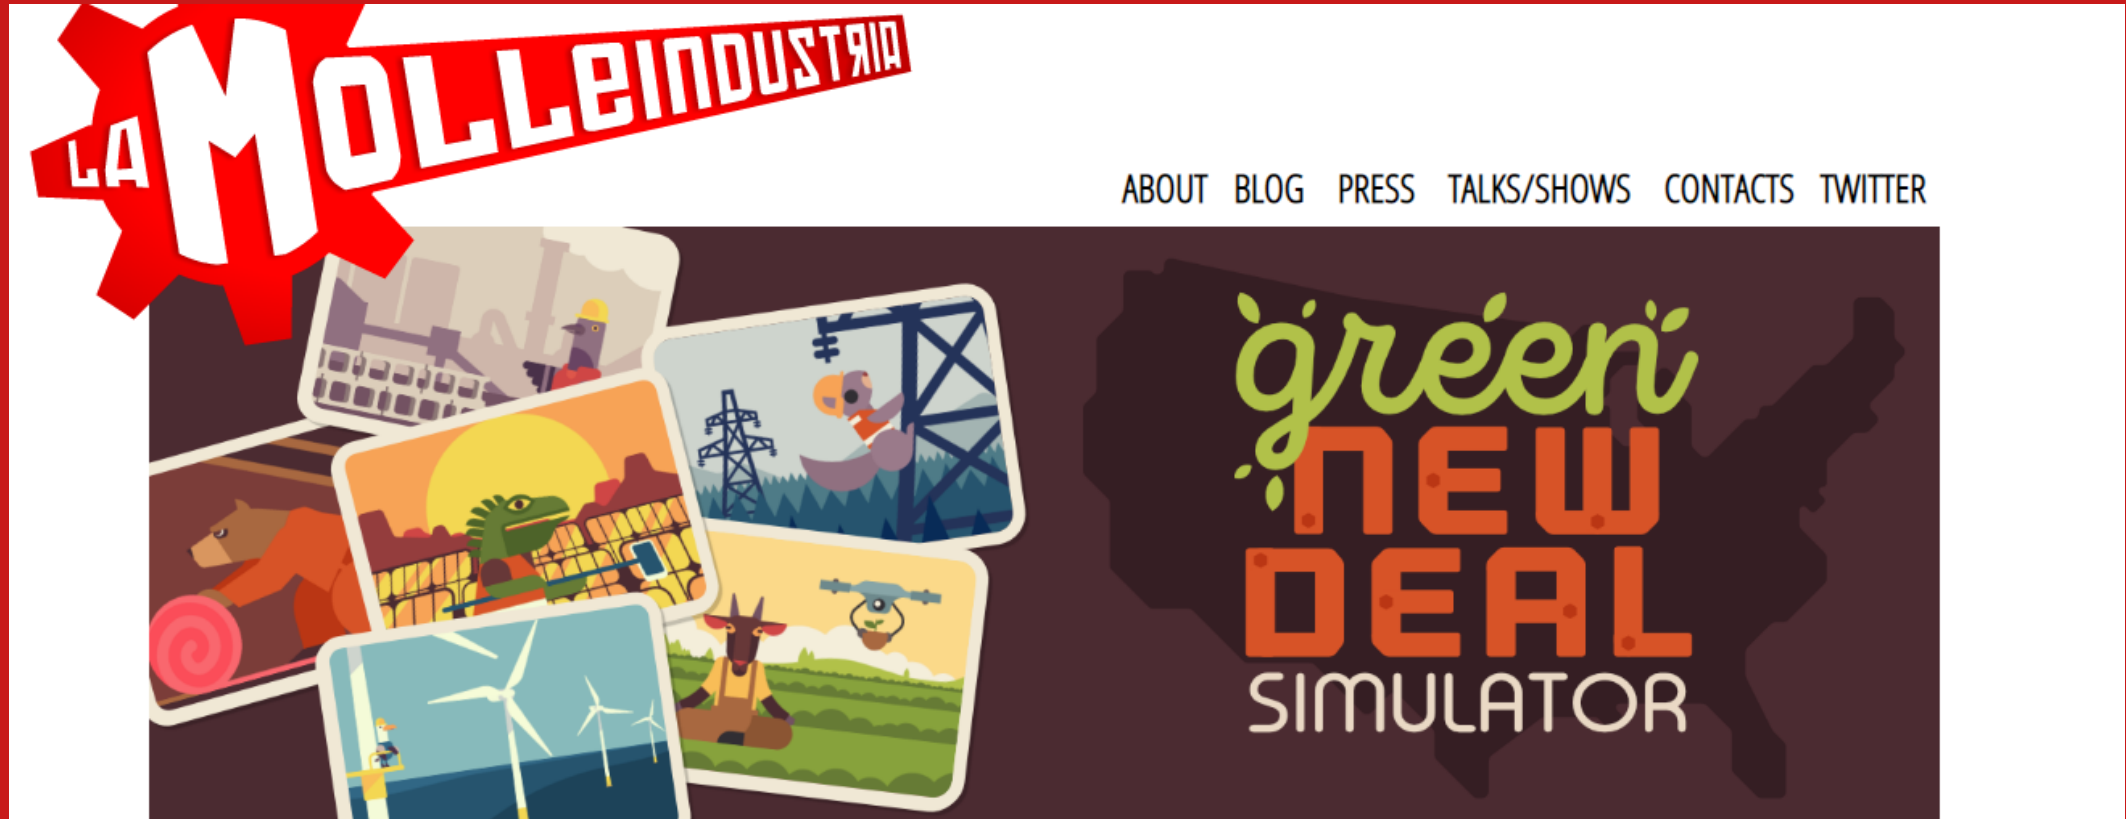 LA MOLLEINDUSTRIA
ABOUT BLOG PRESS TALKS/SHOWS CONTACTS TWITTER
green
NEW
DEAL
SIMULATOR